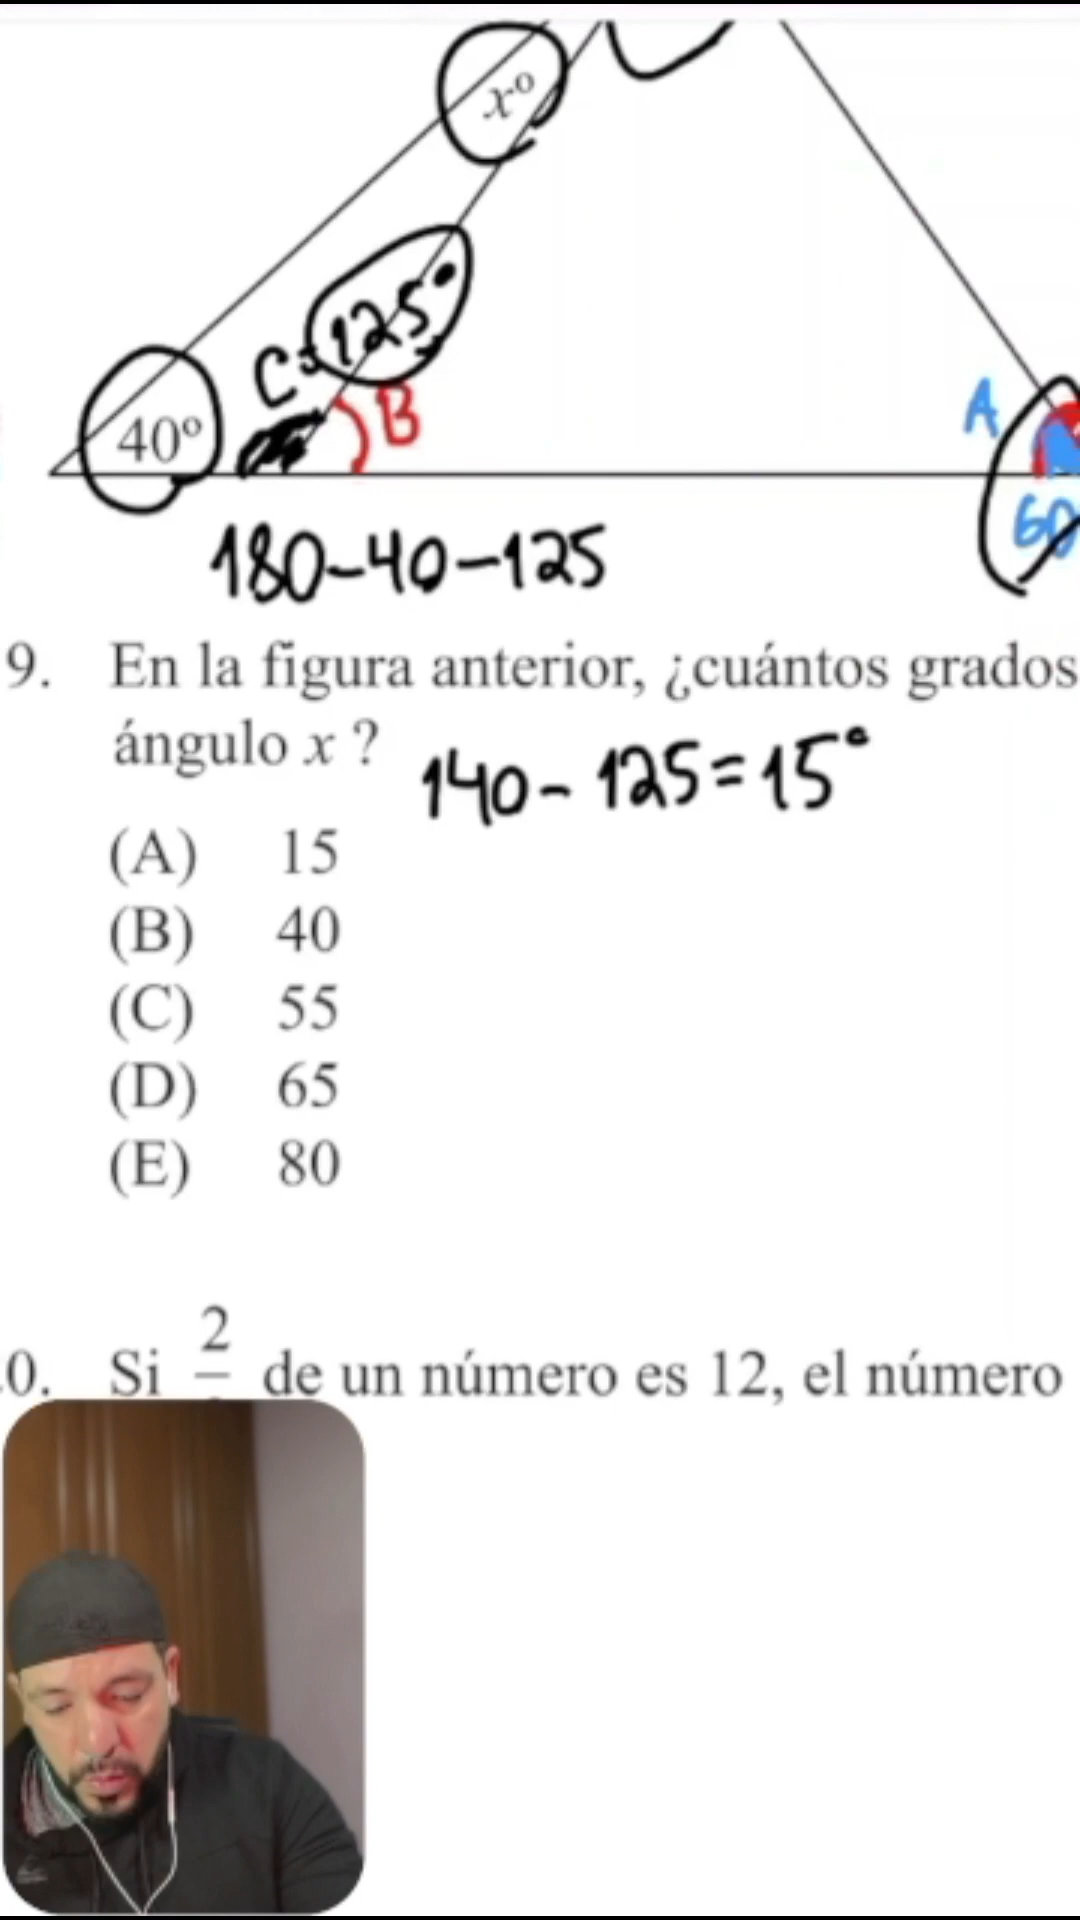 x°
C=125°
B
A
40°
60
180-40-125
9. En la figura anterior, ¿cuántos grados
ángulo x ?
140-125=15°
(A) 15
(B) 40
(C) 55
(D) 65
(E) 80
0. Si 2 de un número es 12, el número